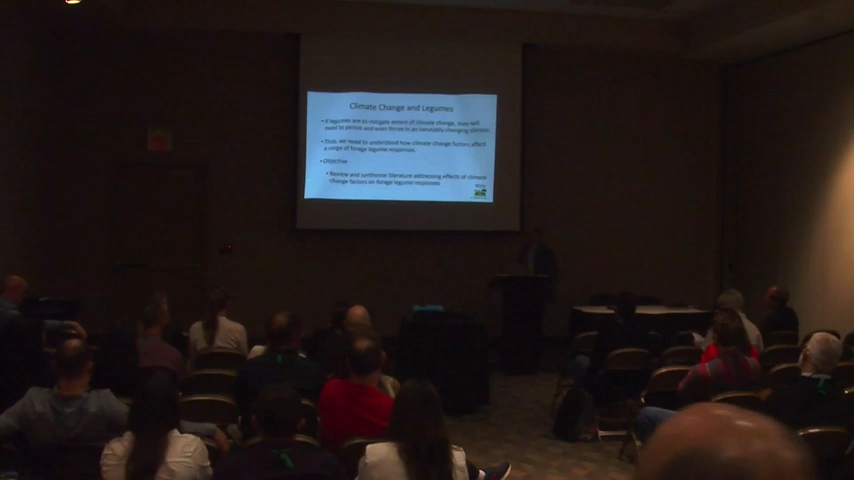 Climate Change and Legumes
• If legumes are to mitigate extent of climate change, they will
need to persist and even thrive in an inevitably changing climate
• Thus, we need to understand how climate change factors affect
a range of forage legume responses.
• Objective
• Review and synthesize literature addressing effects of climate
change factors on forage legume responses